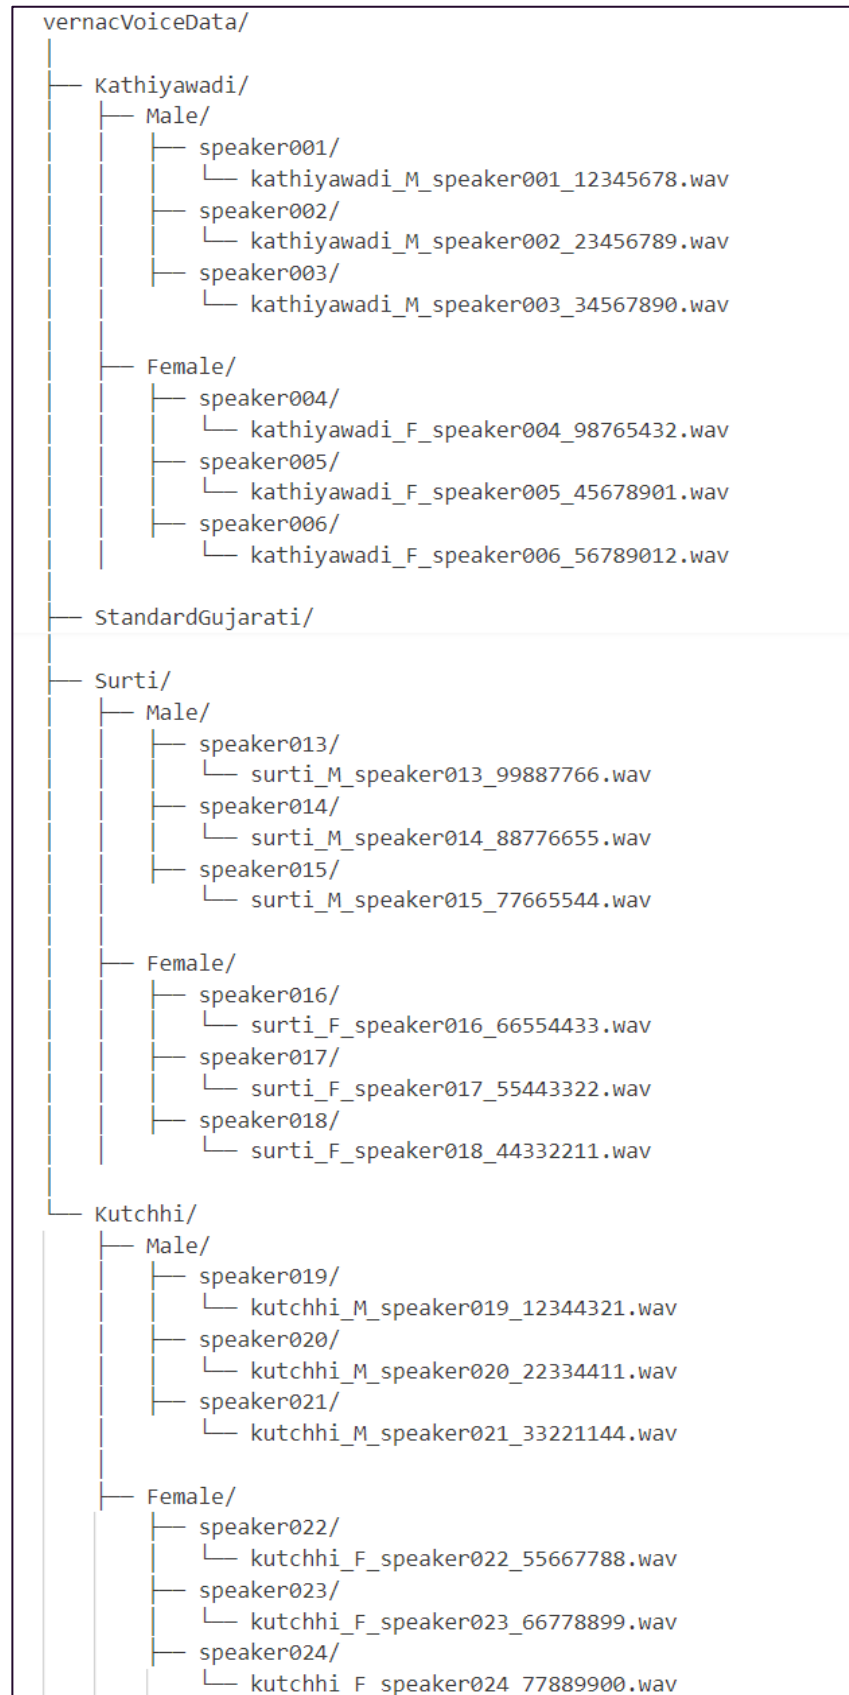 vernacVoiceData/
│
├── Kathiyawadi/
│   ├── Male/
│   │   ├── speaker001/
│   │   │   └── kathiyawadi_M_speaker001_12345678.wav
│   │   ├── speaker002/
│   │   │   └── kathiyawadi_M_speaker002_23456789.wav
│   │   ├── speaker003/
│   │       └── kathiyawadi_M_speaker003_34567890.wav
│   │
│   ├── Female/
│   │   ├── speaker004/
│   │   │   └── kathiyawadi_F_speaker004_98765432.wav
│   │   ├── speaker005/
│   │   │   └── kathiyawadi_F_speaker005_45678901.wav
│   │   ├── speaker006/
│   │       └── kathiyawadi_F_speaker006_56789012.wav
│
├── StandardGujarati/
│
├── Surti/
│   ├── Male/
│   │   ├── speaker013/
│   │   │   └── surti_M_speaker013_99887766.wav
│   │   ├── speaker014/
│   │   │   └── surti_M_speaker014_88776655.wav
│   │   ├── speaker015/
│   │       └── surti_M_speaker015_77665544.wav
│   │
│   ├── Female/
│   │   ├── speaker016/
│   │   │   └── surti_F_speaker016_66554433.wav
│   │   ├── speaker017/
│   │   │   └── surti_F_speaker017_55443322.wav
│   │   ├── speaker018/
│   │       └── surti_F_speaker018_44332211.wav
│
└── Kutchhi/
    ├── Male/
    │   ├── speaker019/
    │   │   └── kutchhi_M_speaker019_12344321.wav
    │   ├── speaker020/
    │   │   └── kutchhi_M_speaker020_22334411.wav
    │   ├── speaker021/
    │       └── kutchhi_M_speaker021_33221144.wav
    │
    ├── Female/
        ├── speaker022/
        │   └── kutchhi_F_speaker022_55667788.wav
        ├── speaker023/
        │   └── kutchhi_F_speaker023_66778899.wav
        ├── speaker024/
            └── kutchhi_F_speaker024_77889900.wav